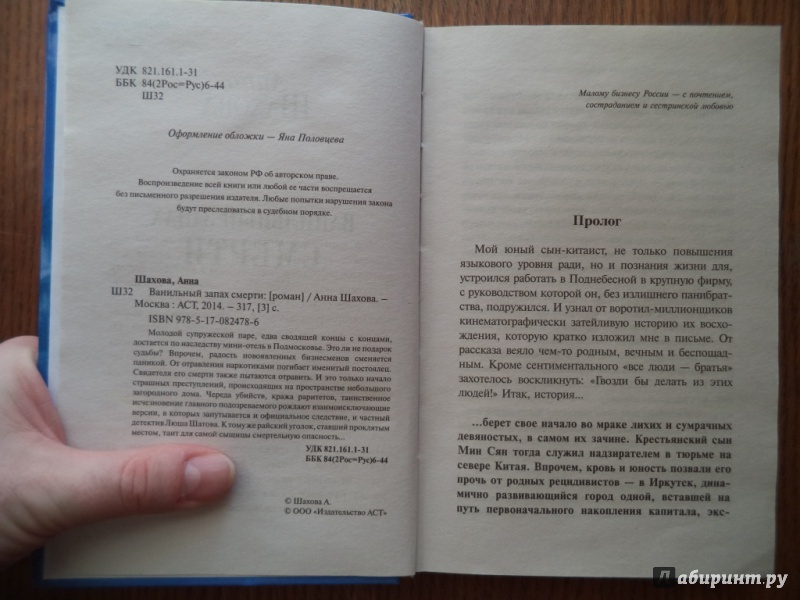 УДК 821.161.1-31
ББК 84(2Рос=Рус)6-44
Ш32
Оформление обложки — Яна Половцева
Охраняется законом РФ об авторском праве.
Воспроизведение всей книги или любой ее части воспрещается
без письменного разрешения издателя. Любые попытки нарушения закона
будут преследоваться в судебном порядке.
Шахова, Анна
Ш32 Ванильный запах смерти: [роман] / Анна Шахова. –
Москва : АСТ, 2014. – 317, [3] с.
ISBN 978-5-17-082478-6
Молодой супружеской паре, едва сводящей концы с концами,
достается по наследству мини-отель в Подмосковье. Это ли не подарок
судьбы? Впрочем, радость новоявленных бизнесменов сменяется
паникой. От отравления наркотиками погибает именитый постоялец.
Свидетеля его смерти также пытаются отравить. И это только начало
страшных преступлений, происходящих на пространстве небольшого
загородного дома. Череда убийств, кража раритетов, таинственное
исчезновение главного подозреваемого рождают взаимоисключающие
версии, в которых запутывается и официальное следствие, и частный
детектив Люша Шатова. К тому же райский уголок, ставший проклятым
местом, таит для самой сыщицы смертельную опасность...
УДК 821.161.1-31
ББК 84(2Рос=Рус)6-44
© Шахова А.
© ООО «Издательство АСТ»
Малому бизнесу России — с почтением,
состраданием и сестринской любовью
Пролог
Мой юный сын-китаист, не только повышения
языкового уровня ради, но и познания жизни для,
устроился работать в Поднебесной в крупную фирму,
с руководством которой он, без излишнего панибрат-
ства, подружился. И узнал от воротил-миллионщиков
кинематографически затейливую историю их восхо-
ждения, которую кратко изложил мне в письме. От
рассказа веяло чем-то родным, вечным и беспощад-
ным. Кроме сентиментального «все люди — братья»
захотелось воскликнуть: «Гвозди бы делать из этих
людей!» Итак, история...
...берет свое начало во мраке лихих и сумрачных
девяностых, в самом их зачине. Крестьянский сын
Мин Сян тогда служил надзирателем в тюрьме на
севере Китая. Впрочем, кровь и юность позвали его
прочь от родных рецидивистов — в Иркутск, дина-
мично развивающийся город одной, вставшей на
путь первоначального накопления капитала, экс-
Лабиринт.ру